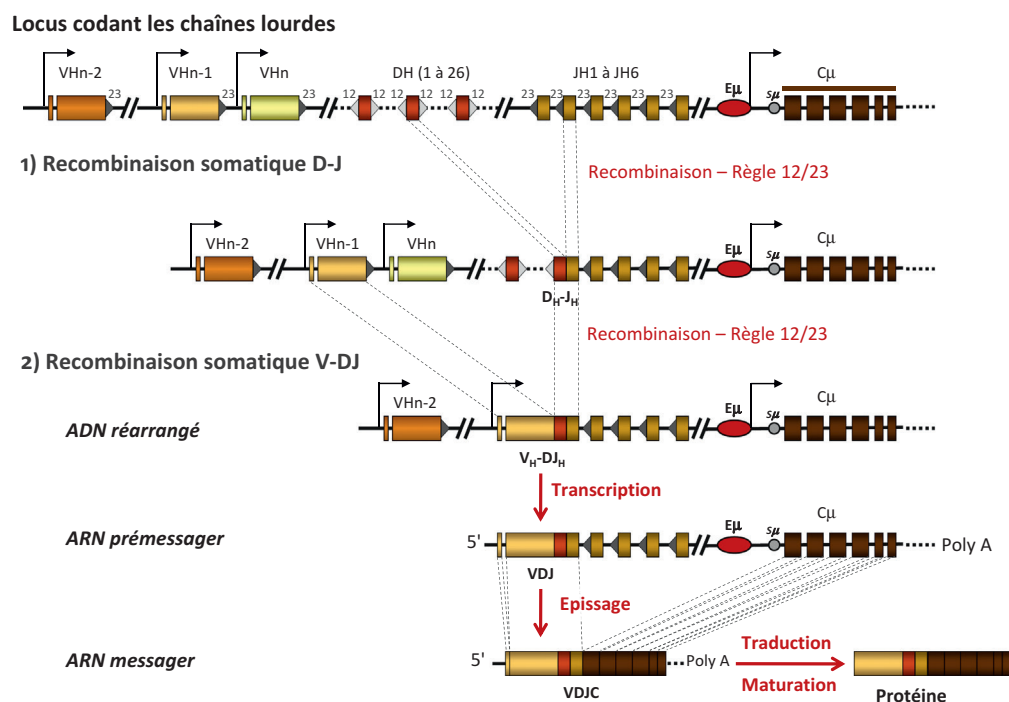 Locus codant les chaînes lourdes
VHn-2 VHn-1 VHn DH (1 à 26) JH1 à JH6 Cμ
23 23 23 12 12 12 12 12 12 23 23 23 23 23 Eμ Sμ
1) Recombinaison somatique D-J
Recombinaison – Règle 12/23
VHn-2 VHn-1 VHn Eμ Sμ Cμ
DH-JH
Recombinaison – Règle 12/23
2) Recombinaison somatique V-DJ
VHn-2 Eμ Sμ Cμ
ADN réarrangé
VH-DJH
Transcription
ARN prémessager 5' Eμ Sμ Cμ Poly A
VDJ
Epissage
ARN messager 5' Poly A Traduction
Maturation
VDJC Protéine